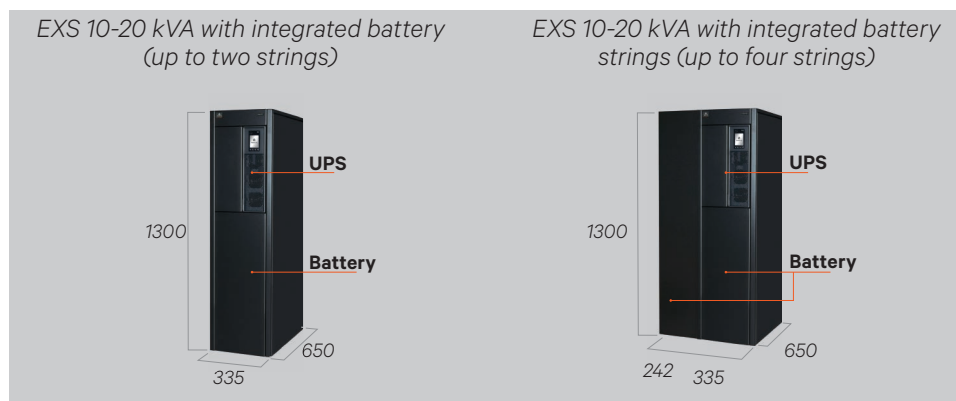 EXS 10-20 kVA with integrated battery
(up to two strings)
UPS
1300
Battery
650
335
EXS 10-20 kVA with integrated battery
strings (up to four strings)
UPS
1300
Battery
650
242
335